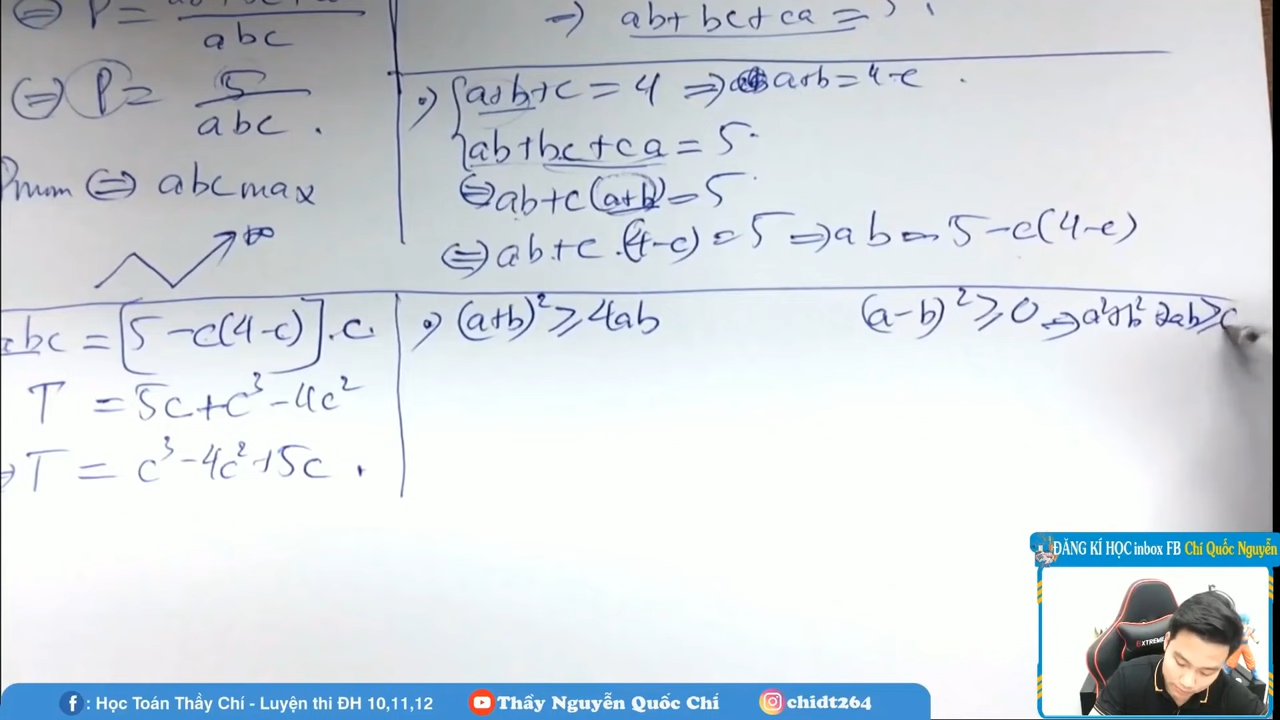 ⇔ P =
abc
⇔ P = 5/abc .
Pmin ⇔ abc max
+∞
⇒ ab + bc + ca = 5 .
•) { a+b+c = 4 ⇒ a+b = 4-c .
ab+bc+ca = 5.
⇔ ab+c(a+b) = 5
⇔ ab+c.(4-c) = 5 ⇒ ab = 5-c(4-c)
abc = [5-c(4-c)].c.
T = 5c+c³-4c²
⇒ T = c³-4c²+5c .
•) (a+b)² ≥ 4ab
(a-b)² ≥ 0 ⇒ a²+b²-2ab ≥
ĐĂNG KÍ HỌC inbox FB Chí Quốc Nguyễn
EXTREME
: Học Toán Thầy Chí - Luyện thi ĐH 10,11,12
Thầy Nguyễn Quốc Chí
chidt264